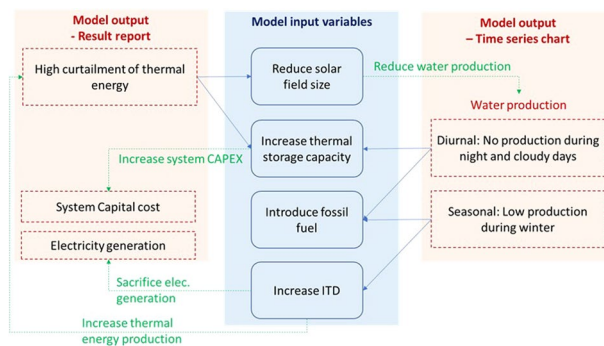 Model output
- Result report
Model input variables
Model output
– Time series chart
High curtailment of thermal
energy
Reduce solar
field size
Reduce water production
Water production
Increase thermal
storage capacity
Diurnal: No production during
night and cloudy days
Increase system CAPEX
System Capital cost
Introduce fossil
fuel
Seasonal: Low production
during winter
Electricity generation
Sacrifice elec.
generation
Increase ITD
Increase thermal
energy production